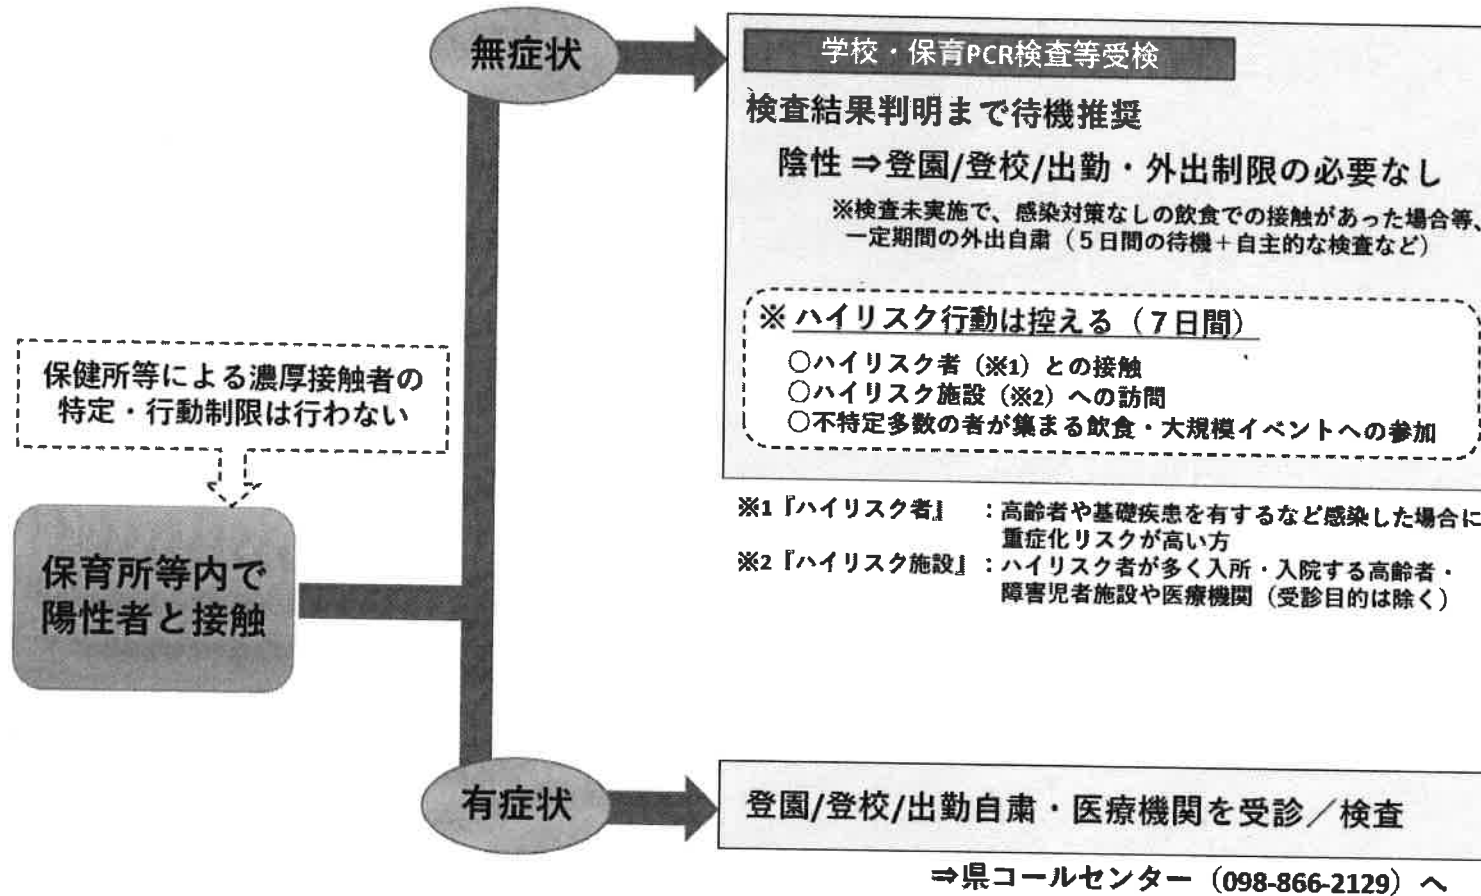 無症状
学校・保育PCR検査等受検
検査結果判明まで待機推奨
陰性 ⇒登園/登校/出勤・外出制限の必要なし
※検査未実施で、感染対策なしの飲食での接触があった場合等、
一定期間の外出自粛（５日間の待機＋自主的な検査など）
※ ハイリスク行動は控える（７日間）
○ハイリスク者（※1）との接触
○ハイリスク施設（※2）への訪問
○不特定多数の者が集まる飲食・大規模イベントへの参加
保健所等による濃厚接触者の
特定・行動制限は行わない
※1『ハイリスク者』 ：高齢者や基礎疾患を有するなど感染した場合に
重症化リスクが高い方
※2『ハイリスク施設』：ハイリスク者が多く入所・入院する高齢者・
障害児者施設や医療機関（受診目的は除く）
保育所等内で
陽性者と接触
有症状
登園/登校/出勤自粛・医療機関を受診／検査
⇒県コールセンター（098-866-2129）へ